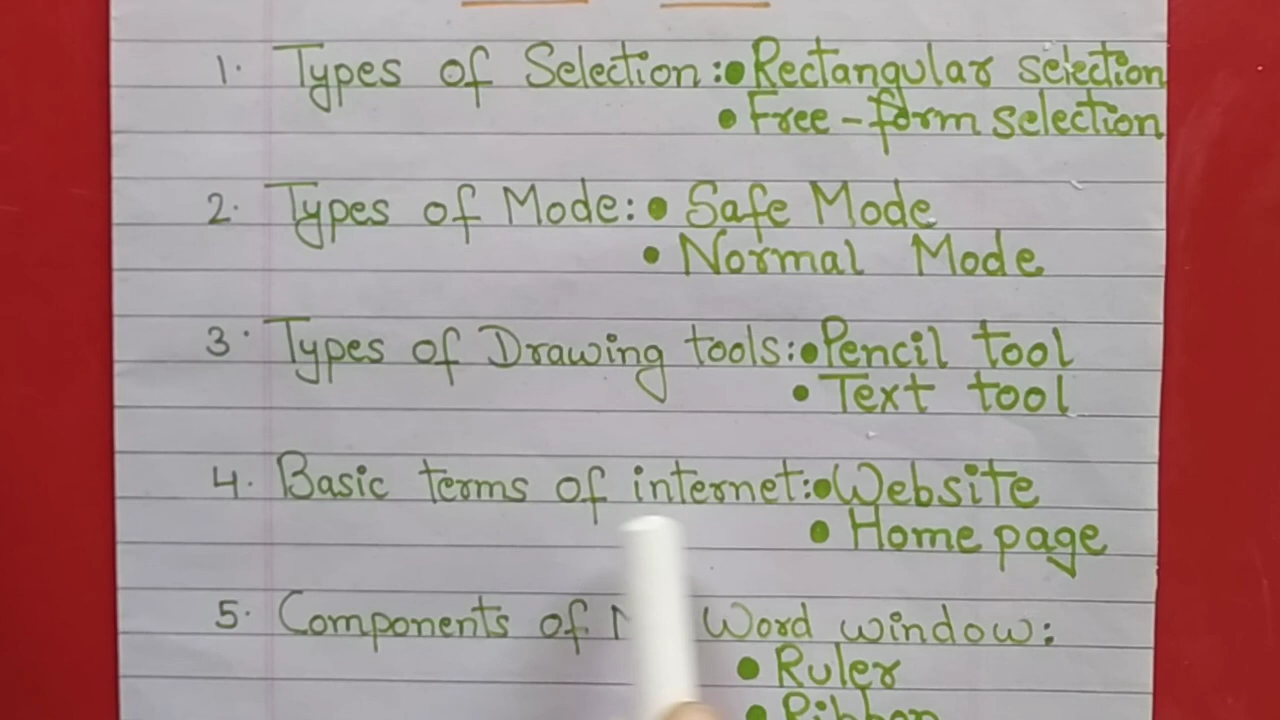 1. Types of Selection: • Rectangular selection
• Free-form selection
2. Types of Mode: • Safe Mode
• Normal Mode
3. Types of Drawing tools: • Pencil tool
• Text tool
4. Basic terms of internet: • Website
• Home page
5. Components of Word window:
• Ruler
• Ribbon